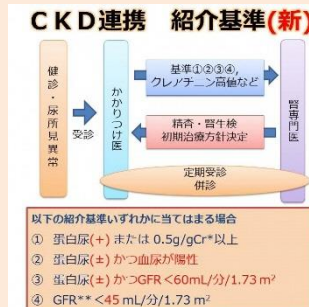 CKD連携 紹介基準(新)
健診・尿所見異常
受診
かかりつけ医
基準①②③④,
クレアチニン高値など
精査・腎生検
初期治療方針決定
腎専門医
定期受診
併診
以下の紹介基準いずれかに当てはまる場合
① 蛋白尿(+) または 0.5g/gCr*以上
② 蛋白尿(±) かつ血尿が陽性
③ 蛋白尿(±) かつGFR <60mL/分/1.73 m²
④ GFR** <45 mL/分/1.73 m²